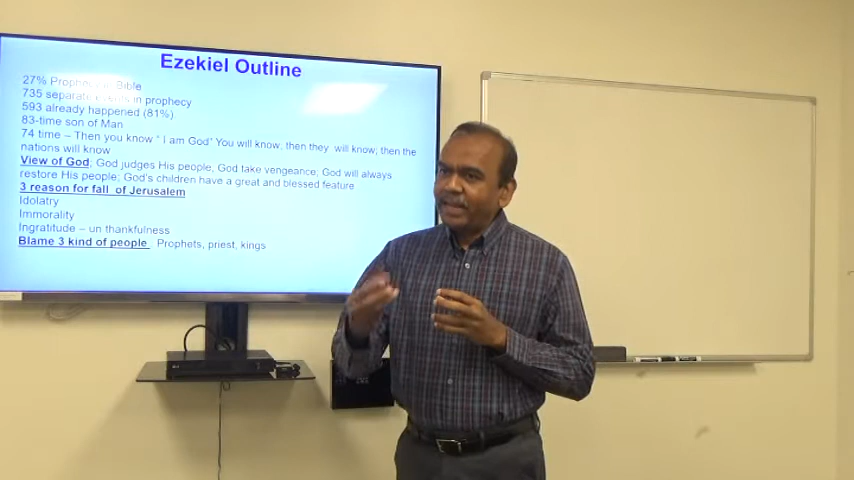 Ezekiel Outline
27% Prophecy in Bible
735 separate events in prophecy
593 already happened (81%)
83-time son of Man
74 time – Then you know “ I am God” You will know; then they will know; then the
nations will know
View of God; God judges His people, God take vengeance; God will always
restore His people; God's children have a great and blessed feature
3 reason for fall of Jerusalem
Idolatry
Immorality
Ingratitude – un thankfulness
Blame 3 kind of people Prophets, priest, kings